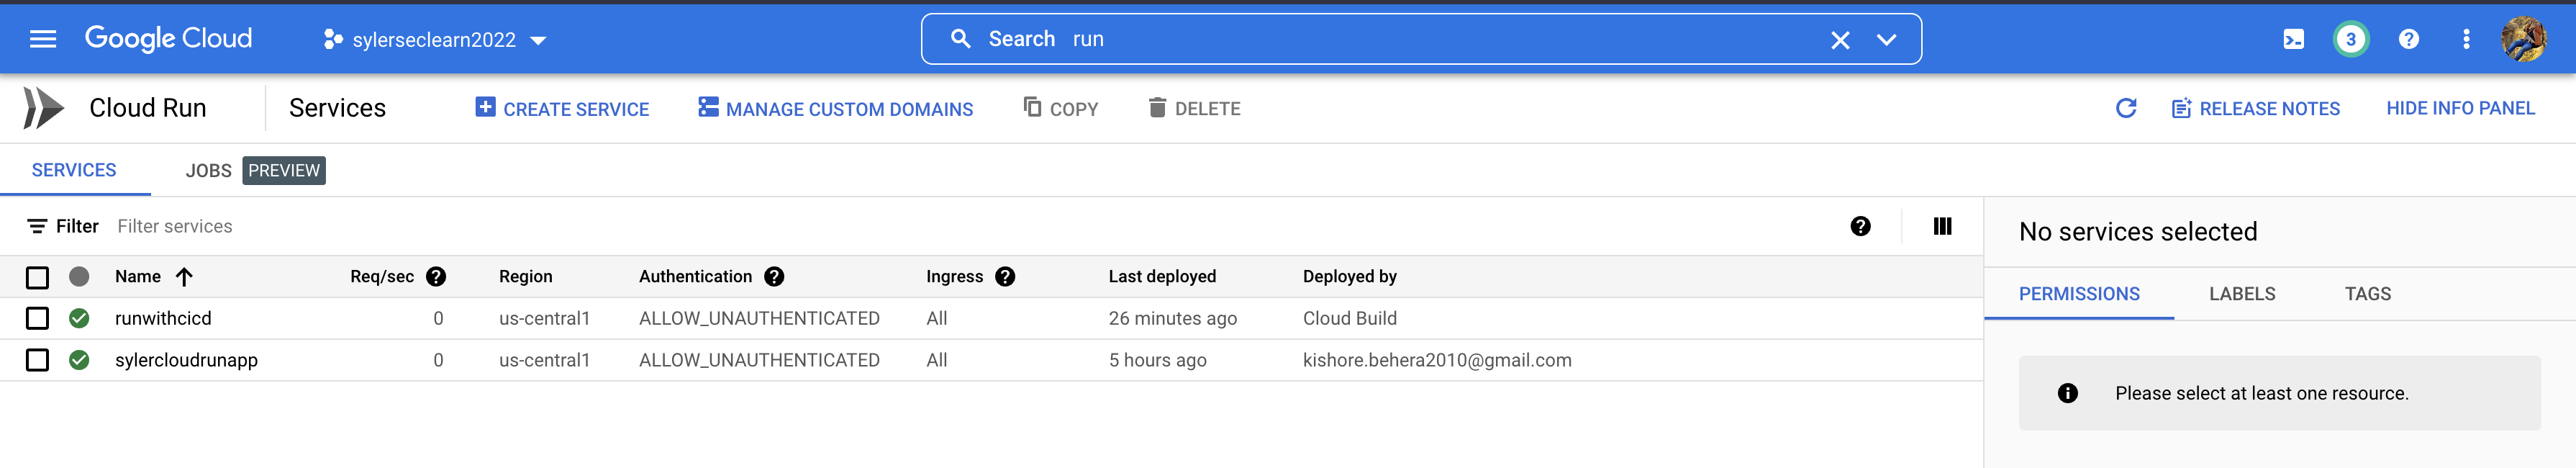 Google Cloud sylerseclearn2022 Search run 3
Cloud Run Services CREATE SERVICE MANAGE CUSTOM DOMAINS COPY DELETE RELEASE NOTES HIDE INFO PANEL
SERVICES JOBS PREVIEW
Filter Filter services
No services selected
Name Req/sec Region Authentication Ingress Last deployed Deployed by
PERMISSIONS LABELS TAGS
runwithcicd 0 us-central1 ALLOW_UNAUTHENTICATED All 26 minutes ago Cloud Build
sylercloudrunapp 0 us-central1 ALLOW_UNAUTHENTICATED All 5 hours ago kishore.behera2010@gmail.com
Please select at least one resource.